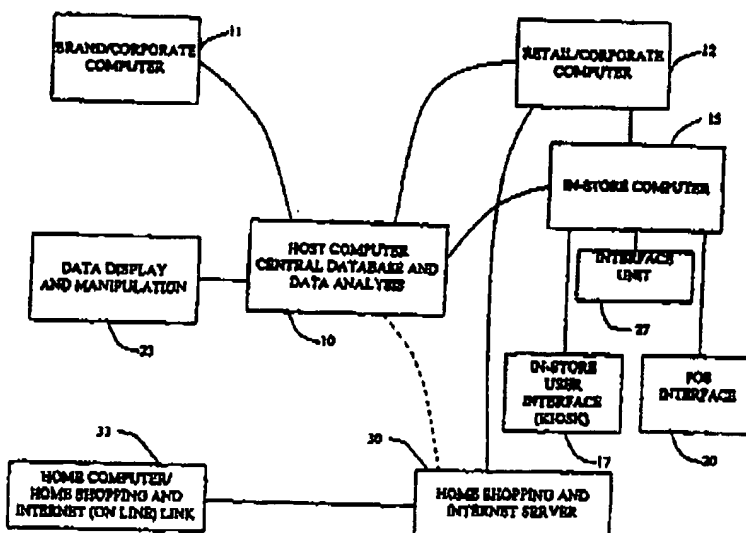 11
BRAND/CORPORATE
COMPUTER
RETAIL/CORPORATE
COMPUTER
12
15
IN-STORE COMPUTER
HOST COMPUTER
CENTRAL DATABASE AND
DATA ANALYSIS
10
DATA DISPLAY
AND MANIPULATION
INTERFACE
UNIT
27
IN-STORE
USER
INTERFACE
(KIOSK)
17
POS
INTERFACE
20
HOME COMPUTER/
HOME SHOPPING AND
INTERNET (ON LINE) LINK
30
HOME SHOPPING AND
INTERNET SERVER